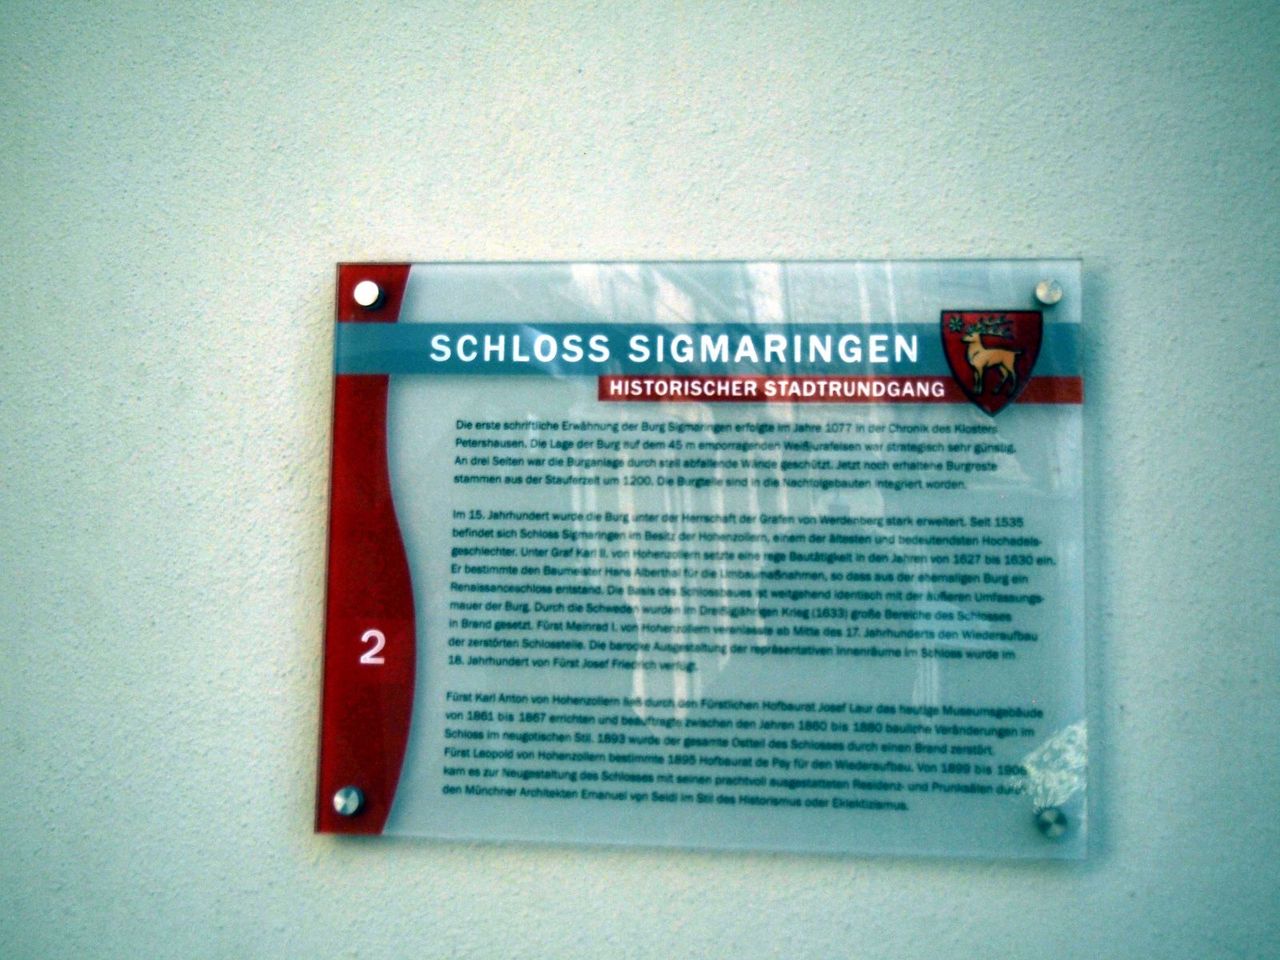 SCHLOSS SIGMARINGEN
HISTORISCHER STADTRUNDGANG
Die erste schriftliche Erwähnung der Burg Sigmaringen erfolgte im Jahre 1077 in der Chronik des Klosters
Petershausen. Die Lage der Burg auf dem 45 m emporragenden Weißjurafelsen war strategisch sehr günstig.
An drei Seiten war die Burganlage durch steil abfallende Wände geschützt. Jetzt noch erhaltene Burgreste
stammen aus der Stauferzeit um 1200. Die Burgteile sind in die Nachfolgebauten integriert worden.
Im 15. Jahrhundert wurde die Burg unter der Herrschaft der Grafen von Werdenberg stark erweitert. Seit 1535
befindet sich Schloss Sigmaringen im Besitz der Hohenzollern, einem der ältesten und bedeutendsten Hochadels-
geschlechter. Unter Graf Karl II. von Hohenzollern setzte eine rege Bautätigkeit in den Jahren von 1627 bis 1630 ein.
Er bestimmte den Baumeister Hans Alberthal für die Umbaumaßnahmen, so dass aus der ehemaligen Burg ein
Renaissanceschloss entstand. Die Basis des Schlossbaues ist weitgehend identisch mit der äußeren Umfassungs-
mauer der Burg. Durch die Schweden wurden im Dreißigjährigen Krieg (1633) große Bereiche des Schlosses
in Brand gesetzt. Fürst Meinrad I. von Hohenzollern veranlasste ab Mitte des 17. Jahrhunderts den Wiederaufbau
der zerstörten Schlossteile. Die barocke Ausgestaltung der repräsentativen Innenräume im Schloss wurde im
18. Jahrhundert von Fürst Josef Friedrich verfügt.
Fürst Karl Anton von Hohenzollern ließ durch den Fürstlichen Hofbaurat Josef Laur das heutige Museumsgebäude
von 1861 bis 1867 errichten und beauftragte zwischen den Jahren 1860 bis 1880 bauliche Veränderungen im
Schloss im neugotischen Stil. 1893 wurde der gesamte Ostteil des Schlosses durch einen Brand zerstört.
Fürst Leopold von Hohenzollern bestimmte 1895 Hofbaurat de Pay für den Wiederaufbau. Von 1899 bis 1906
kam es zur Neugestaltung des Schlosses mit seinen prachtvoll ausgestatteten Residenz- und Prunksälen durch
den Münchner Architekten Emanuel von Seidl im Stil des Historismus oder Eklektizismus.
2